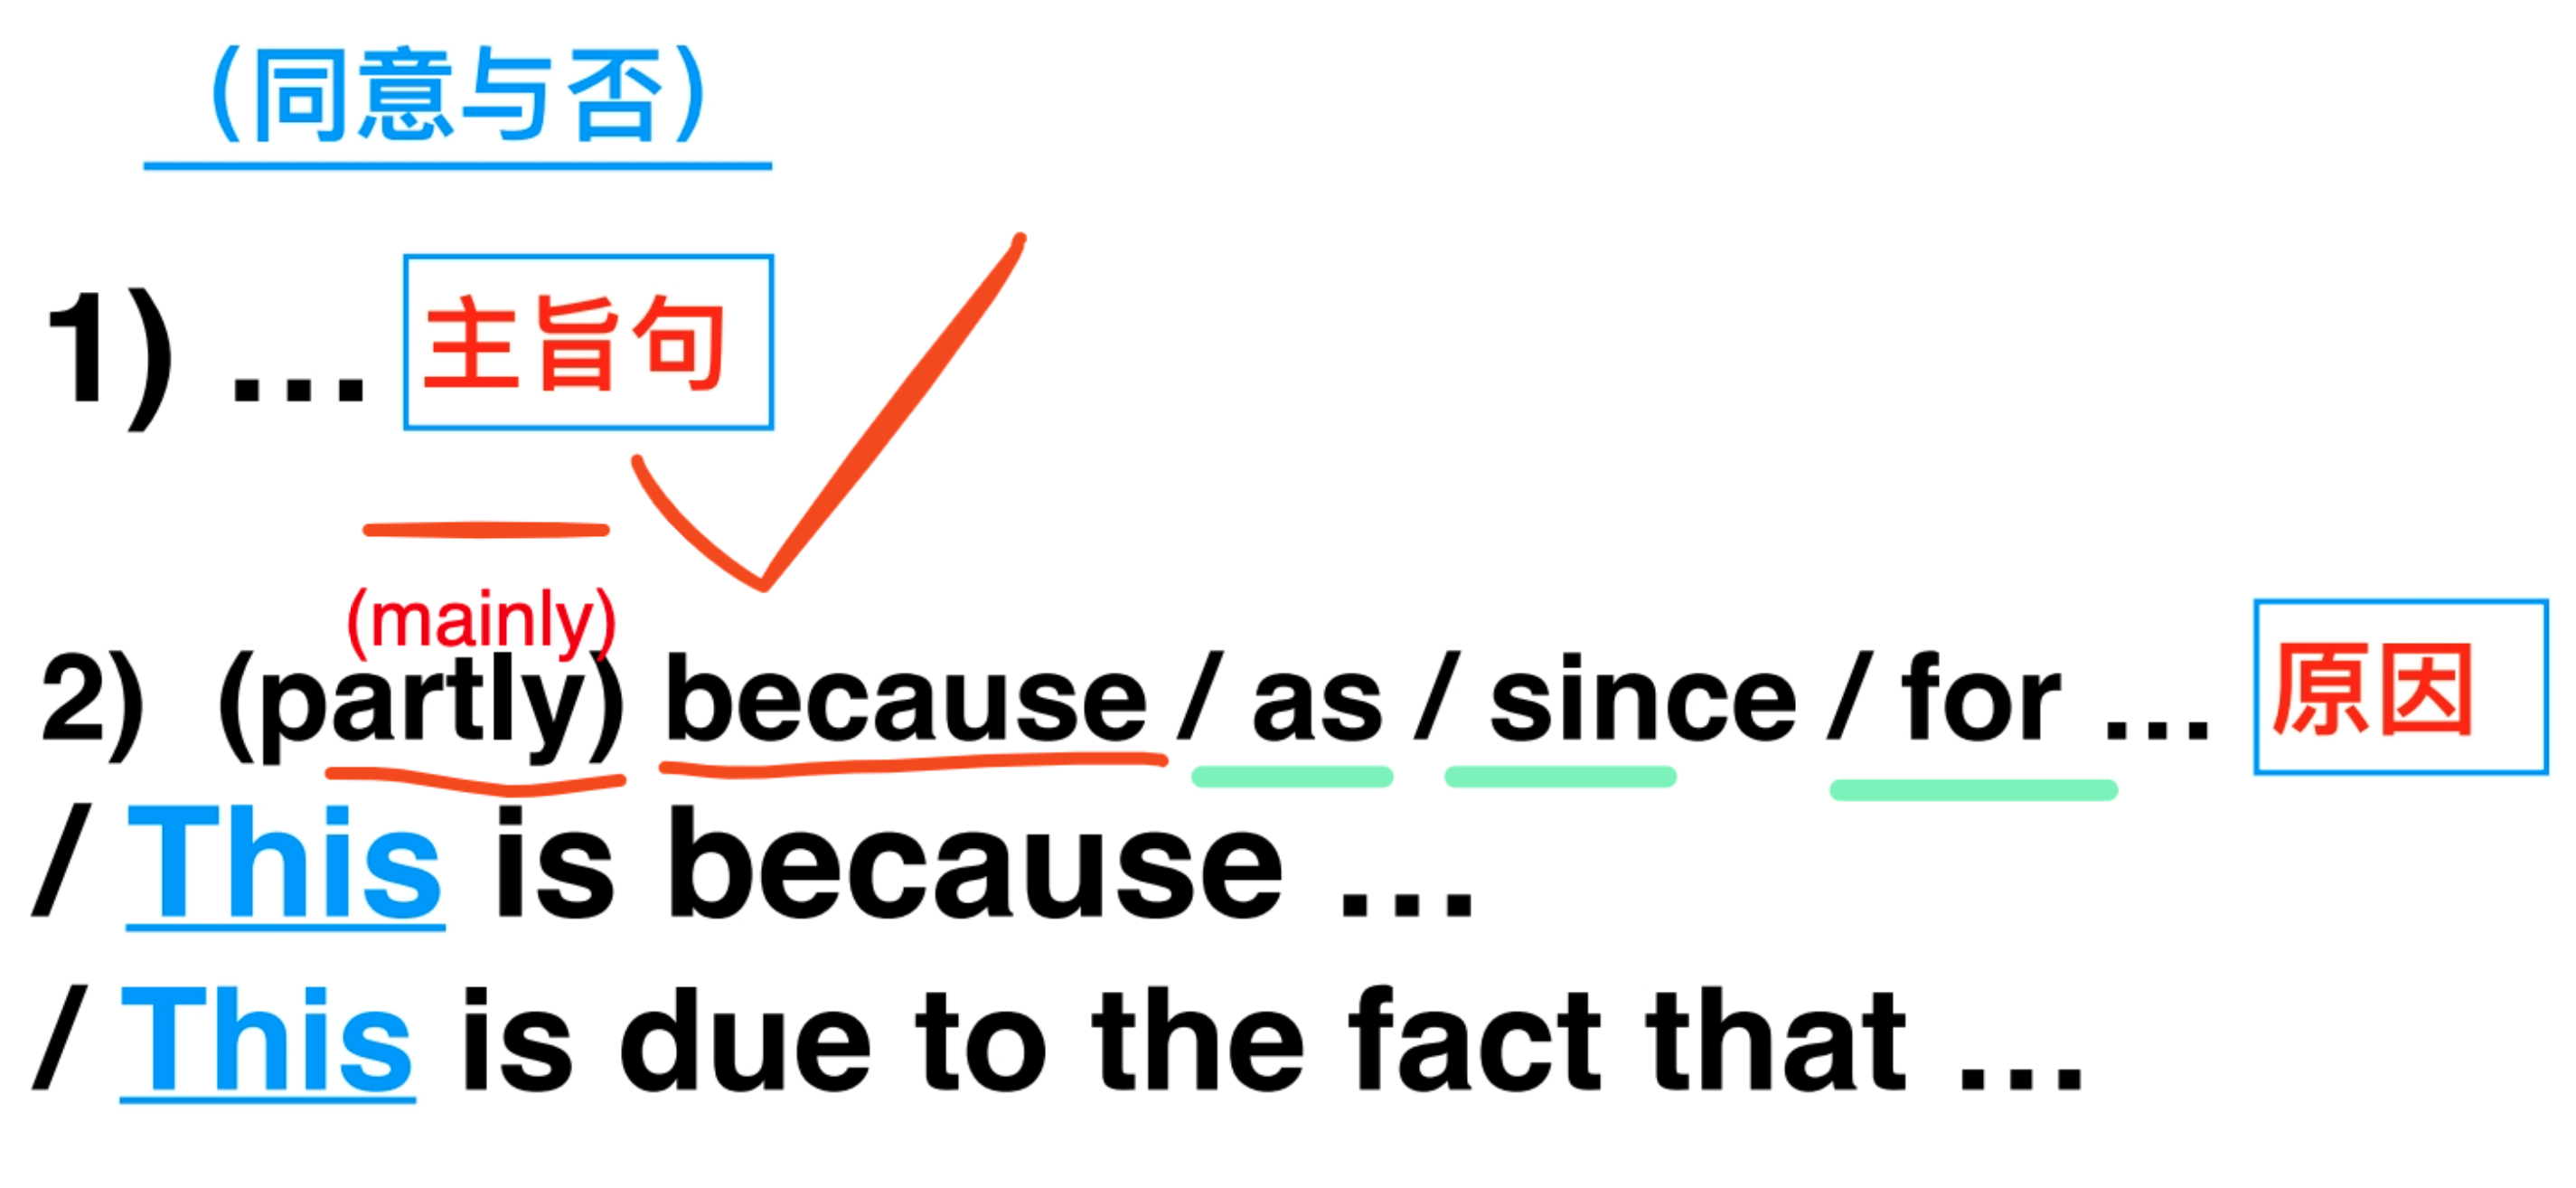 （同意与否）
1) ... 主旨句
(mainly)
2) (partly) because / as / since / for ... 原因
/ This is because ...
/ This is due to the fact that ...